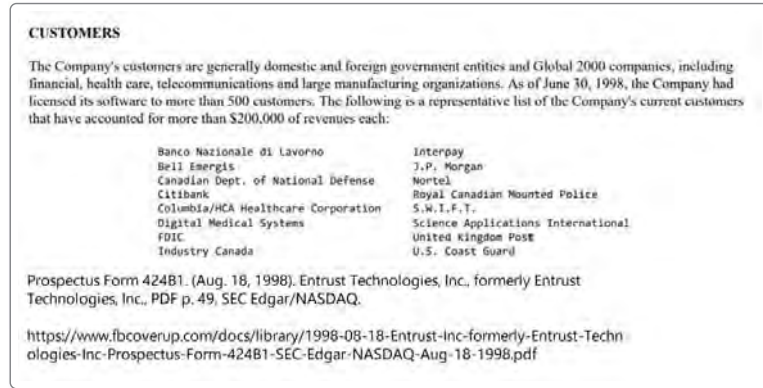 CUSTOMERS
The Company's customers are generally domestic and foreign government entities and Global 2000 companies, including
financial, health care, telecommunications and large manufacturing organizations. As of June 30, 1998, the Company had
licensed its software to more than 500 customers. The following is a representative list of the Company's current customers
that have accounted for more than $200,000 of revenues each:
Banco Nazionale di Lavorno
Bell Emergis
Canadian Dept. of National Defense
Citibank
Columbia/HCA Healthcare Corporation
Digital Medical Systems
FDIC
Industry Canada
Interpay
J.P. Morgan
Nortel
Royal Canadian Mounted Police
S.W.I.F.T.
Science Applications International
United Kingdom Post
U.S. Coast Guard
Prospectus Form 424B1. (Aug. 18, 1998). Entrust Technologies, Inc., formerly Entrust
Technologies, Inc., PDF p. 49, SEC Edgar/NASDAQ.
https://www.fbcoverup.com/docs/library/1998-08-18-Entrust-Inc-formerly-Entrust-Techn
ologies-Inc-Prospectus-Form-424B1-SEC-Edgar-NASDAQ-Aug-18-1998.pdf